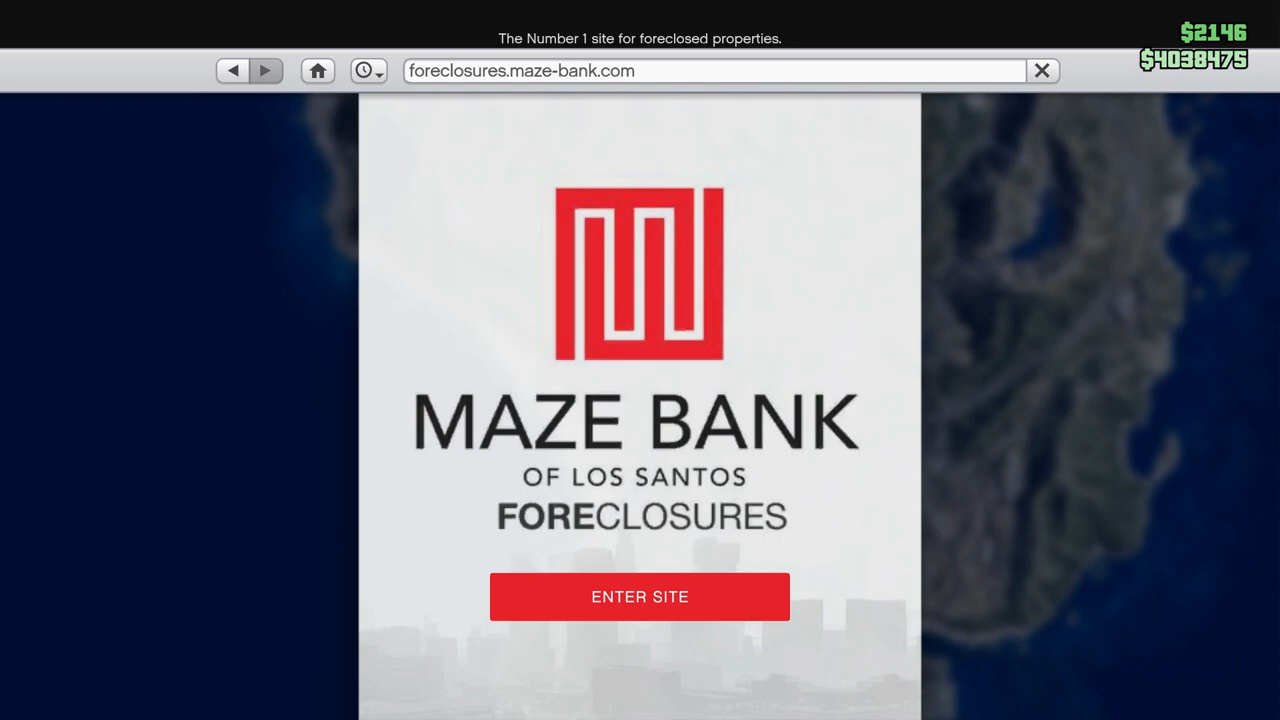 The Number 1 site for foreclosed properties.
$2146
$4038475
foreclosures.maze-bank.com
MAZE BANK
OF LOS SANTOS
FORECLOSURES
ENTER SITE